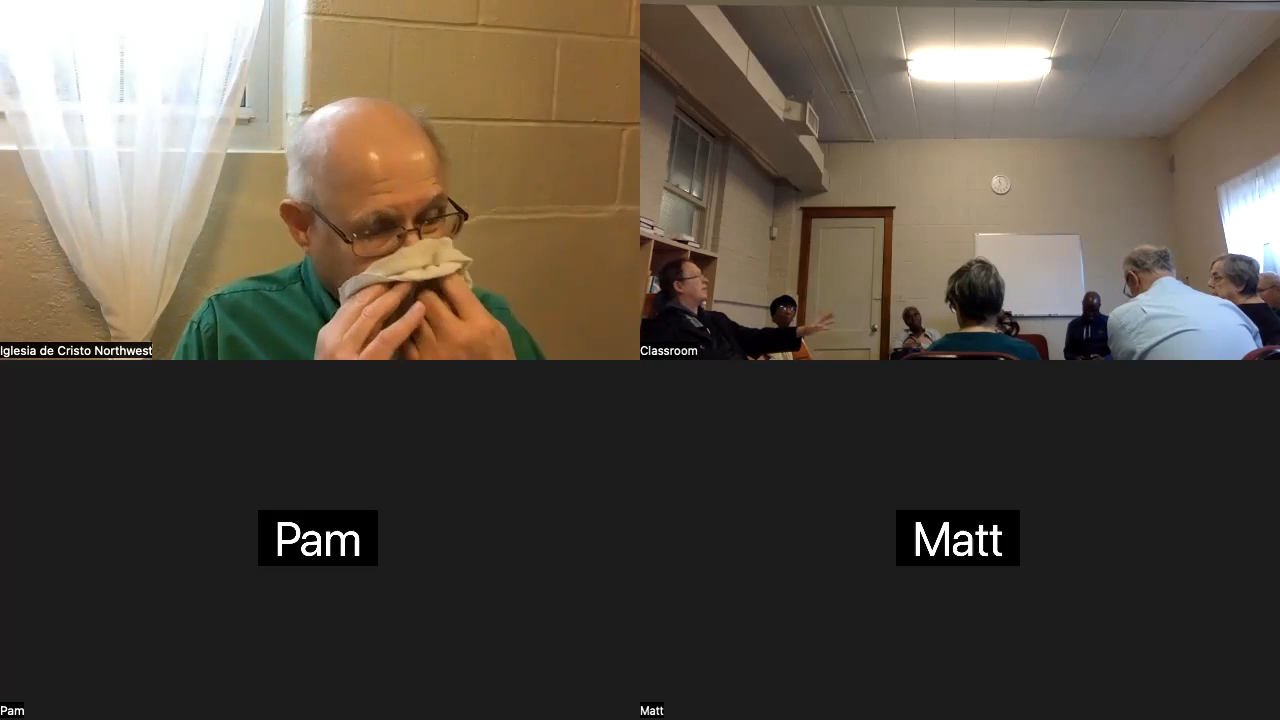 Iglesia de Cristo Northwest
Classroom
Pam
Matt
Pam
Matt